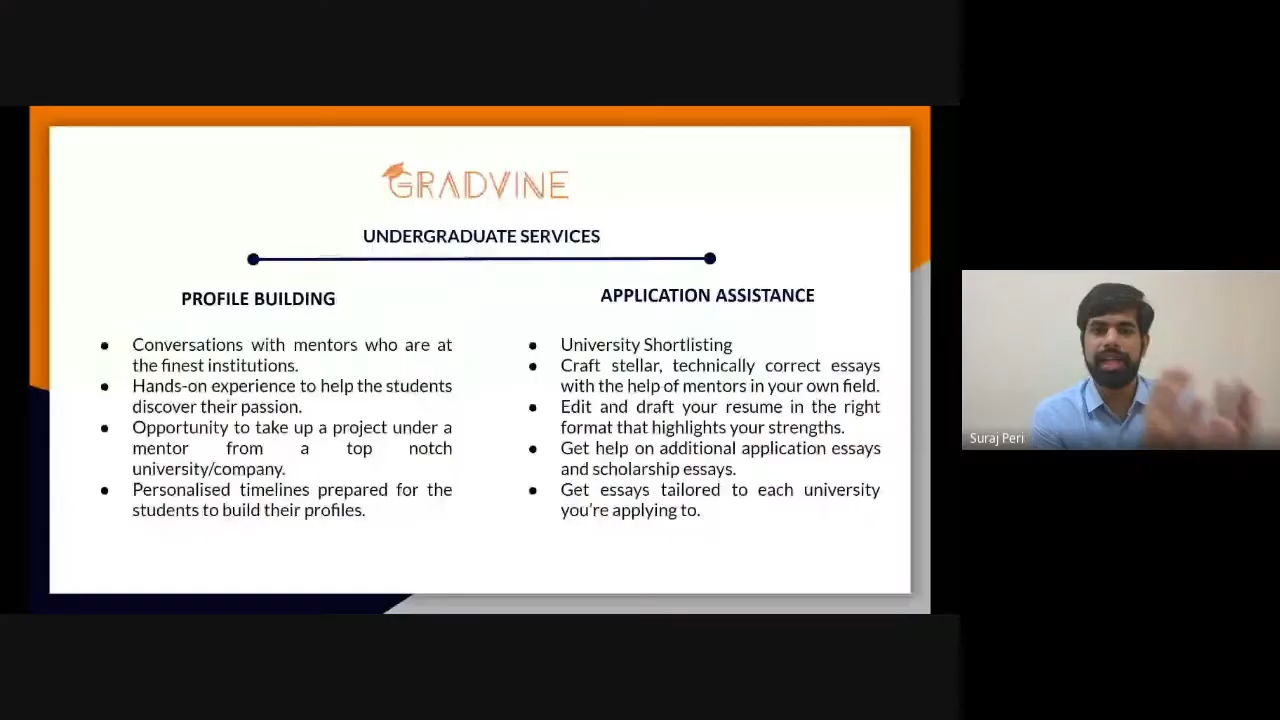 GRADVINE
UNDERGRADUATE SERVICES
PROFILE BUILDING
● Conversations with mentors who are at
the finest institutions.
● Hands-on experience to help the students
discover their passion.
● Opportunity to take up a project under a
mentor from a top notch
university/company.
● Personalised timelines prepared for the
students to build their profiles.
APPLICATION ASSISTANCE
● University Shortlisting
● Craft stellar, technically correct essays
with the help of mentors in your own field.
● Edit and draft your resume in the right
format that highlights your strengths.
● Get help on additional application essays
and scholarship essays.
● Get essays tailored to each university
you're applying to.
Suraj Peri